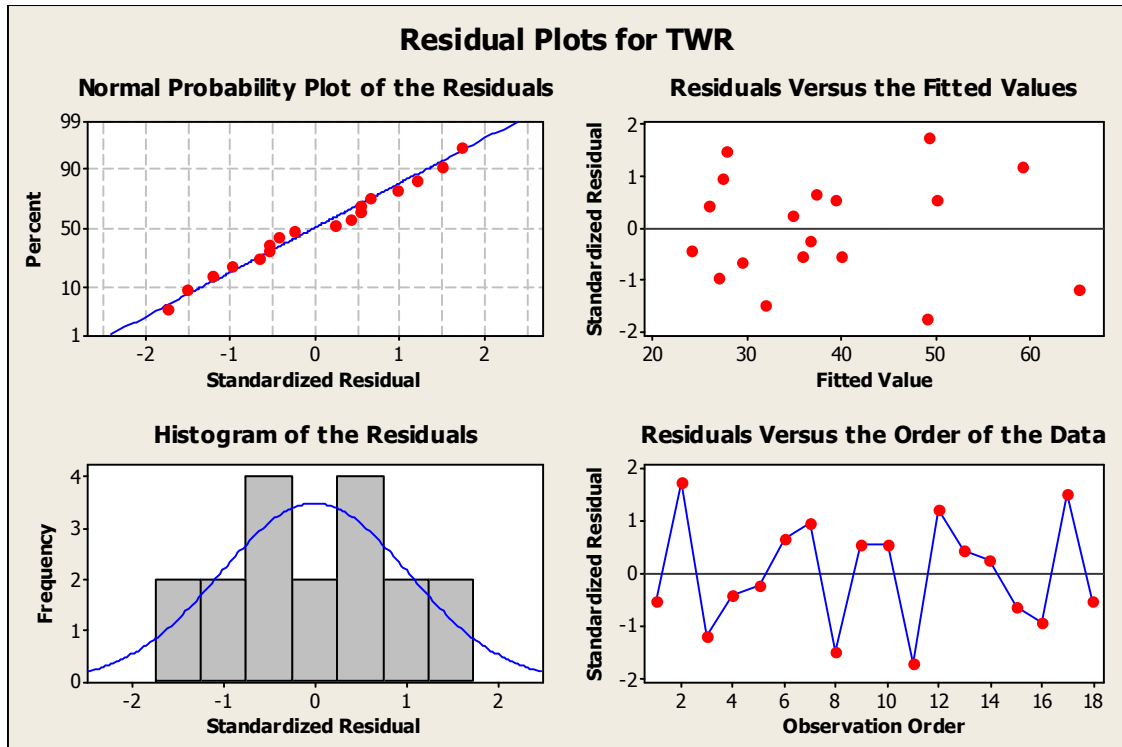 Residual Plots for TWR
Normal Probability Plot of the Residuals
99
90
50
10
1
Percent
-2 -1 0 1 2
Standardized Residual
Residuals Versus the Fitted Values
2
1
0
-1
-2
Standardized Residual
20 30 40 50 60
Fitted Value
Histogram of the Residuals
4
3
2
1
0
Frequency
-2 -1 0 1 2
Standardized Residual
Residuals Versus the Order of the Data
2
1
0
-1
-2
Standardized Residual
2 4 6 8 10 12 14 16 18
Observation Order